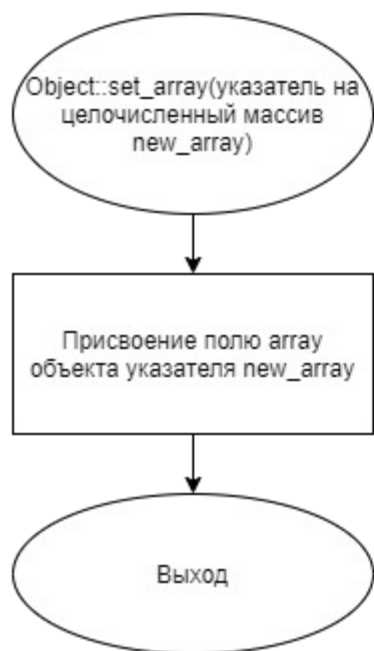 Object::set_array(указатель на
целочисленный массив
new_array)
Присвоение полю array
объекта указателя new_array
Выход